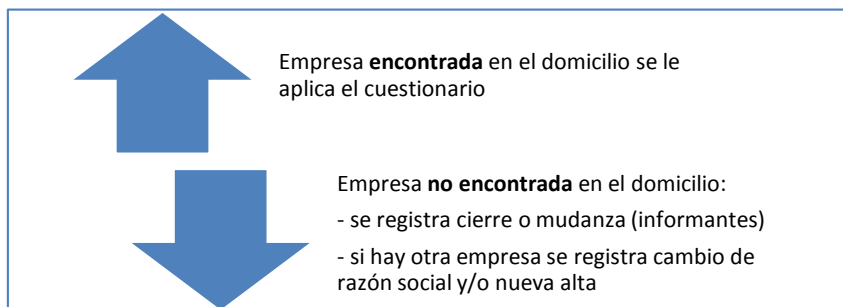 Empresa encontrada en el domicilio se le
aplica el cuestionario
Empresa no encontrada en el domicilio:
- se registra cierre o mudanza (informantes)
- si hay otra empresa se registra cambio de
razón social y/o nueva alta